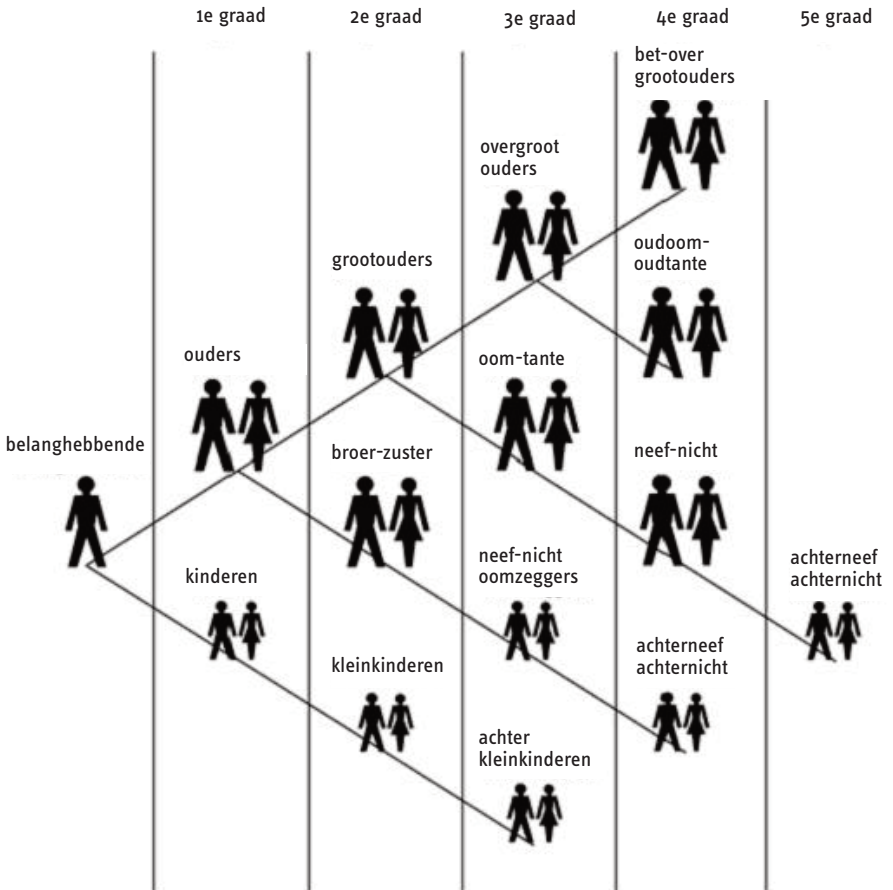 1e graad
2e graad
3e graad
4e graad
5e graad
bet-over
grootouders
overgroot
ouders
oudoom-
oudtante
grootouders
ouders
oom-tante
belanghebbende
broer-zuster
neef-nicht
kinderen
neef-nicht
oomzeggers
achterneef
achternicht
kleinkinderen
achterneef
achternicht
achter
kleinkinderen